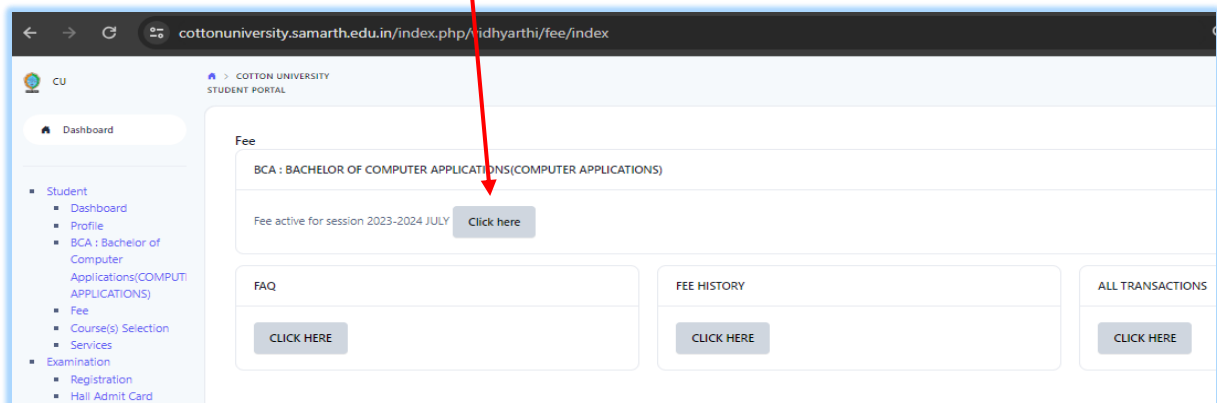 cottonuniversity.samarth.edu.in/index.php/vidhyarthi/fee/index
CU
> COTTON UNIVERSITY
STUDENT PORTAL
Dashboard
Student
Dashboard
Profile
BCA : Bachelor of
Computer
Applications(COMPUT
APPLICATIONS)
Fee
Course(s) Selection
Services
Examination
Registration
Hall Admit Card
Fee
BCA : BACHELOR OF COMPUTER APPLICATIONS(COMPUTER APPLICATIONS)
Fee active for session 2023-2024 JULY Click here
FAQ
CLICK HERE
FEE HISTORY
CLICK HERE
ALL TRANSACTIONS
CLICK HERE